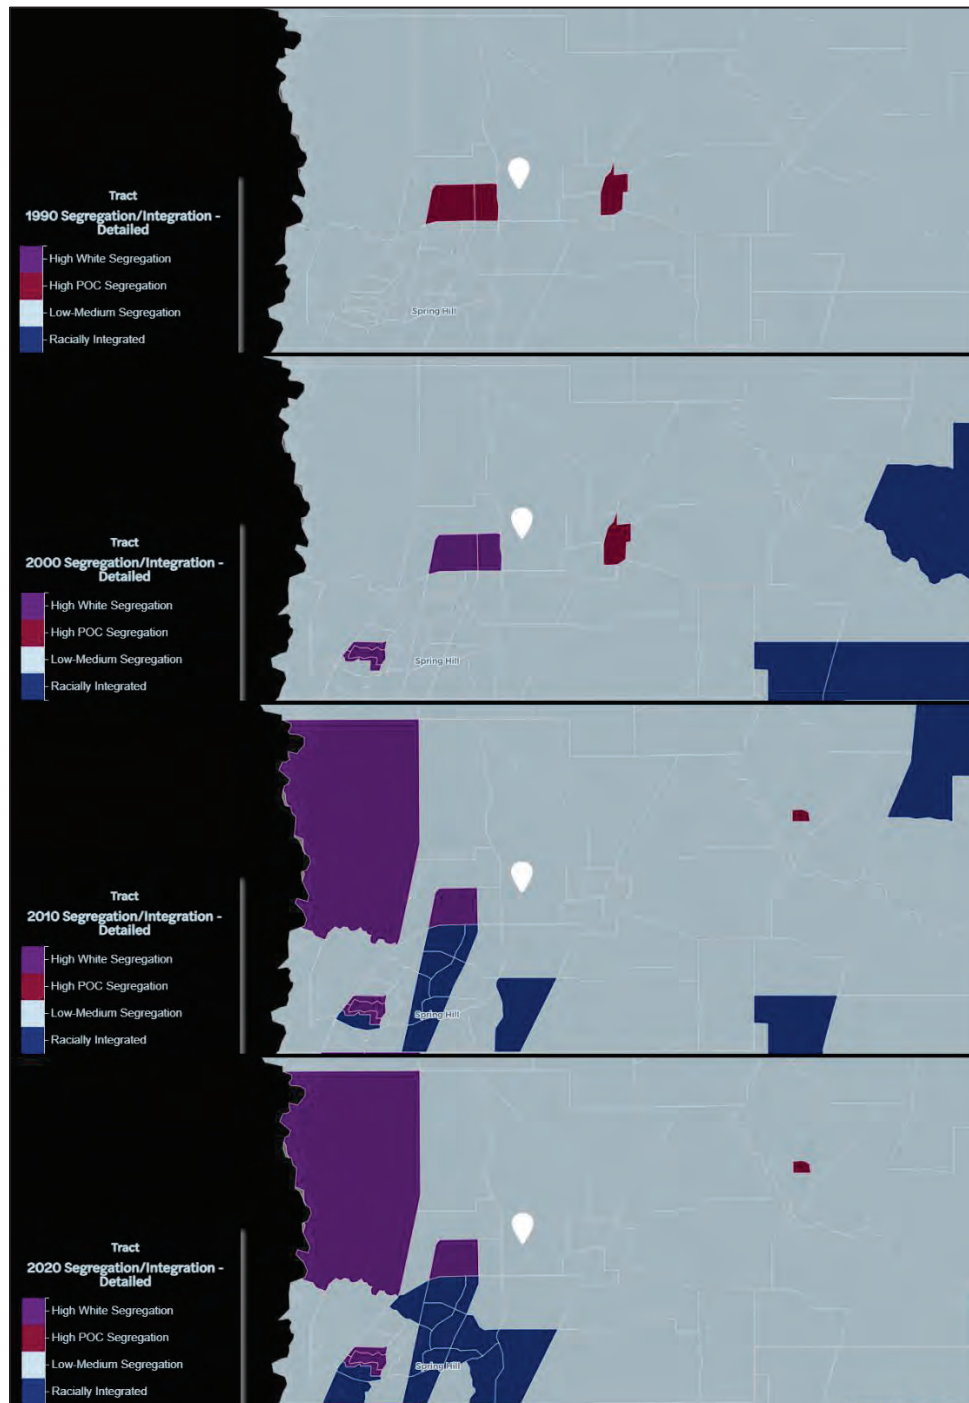 Tract
1990 Segregation/Integration -
Detailed
High White Segregation
High POC Segregation
Low-Medium Segregation
Racially Integrated
Spring Hill
Tract
2000 Segregation/Integration -
Detailed
High White Segregation
High POC Segregation
Low-Medium Segregation
Racially Integrated
Spring Hill
Tract
2010 Segregation/Integration -
Detailed
High White Segregation
High POC Segregation
Low-Medium Segregation
Racially Integrated
Spring Hill
Tract
2020 Segregation/Integration -
Detailed
High White Segregation
High POC Segregation
Low-Medium Segregation
Racially Integrated
Spring Hill